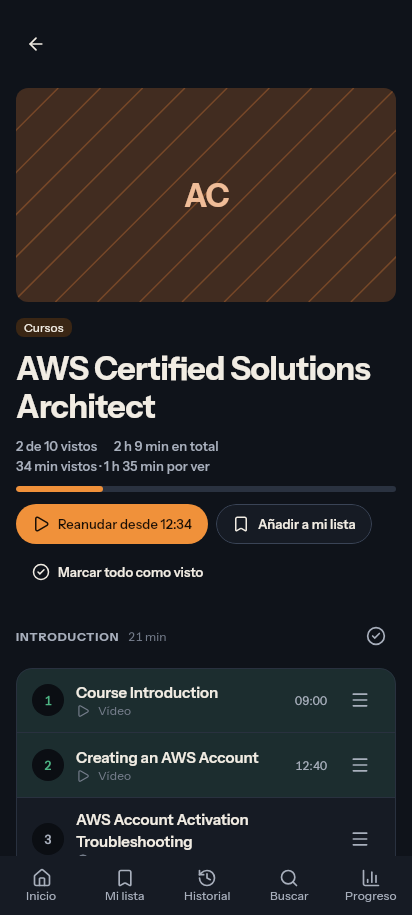 AC
Cursos
AWS Certified Solutions
Architect
2 de 10 vistos 2 h 9 min en total
34 min vistos · 1 h 35 min por ver
Reanudar desde 12:34
Añadir a mi lista
Marcar todo como visto
INTRODUCTION 21 min
1 Course Introduction 09:00
Vídeo
2 Creating an AWS Account 12:40
Vídeo
AWS Account Activation
3 Troubleshooting
Inicio Mi lista Historial Buscar Progreso